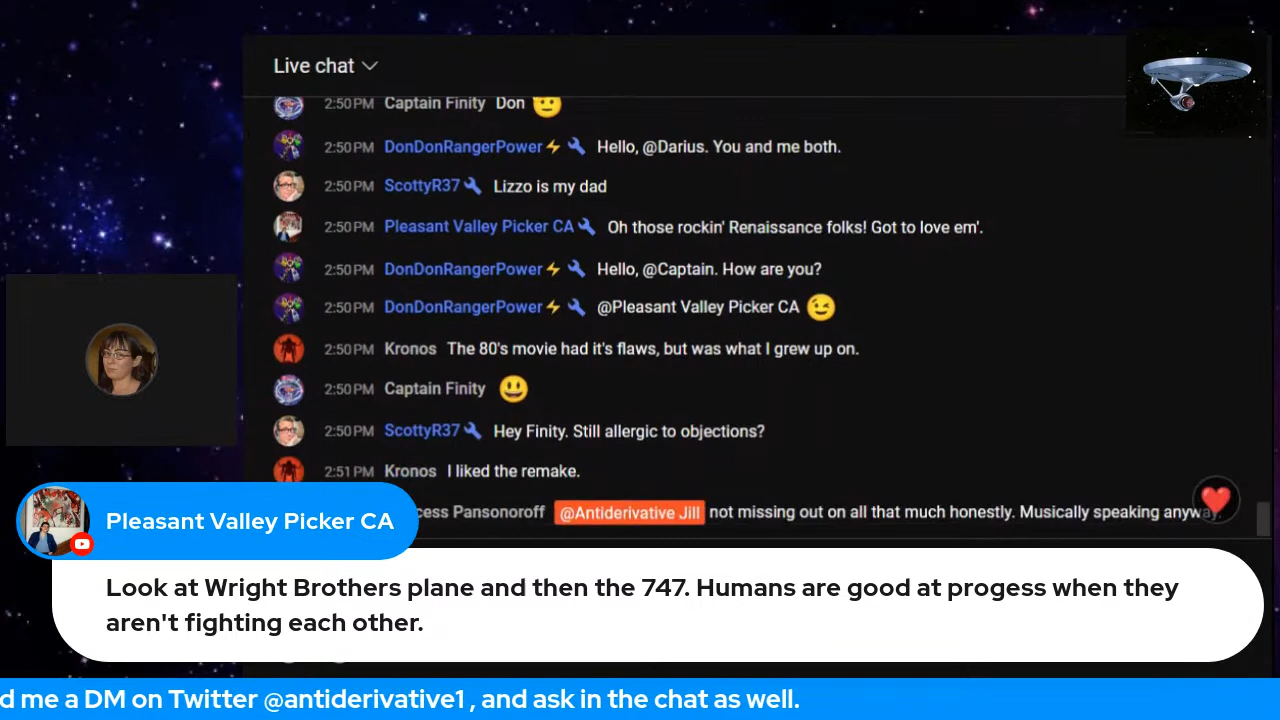 Live chat
2:50 PM Captain Finity Don 😐
2:50 PM DonDonRangerPower⚡ Hello, @Darius. You and me both.
2:50 PM ScottyR37 Lizzo is my dad
2:50 PM Pleasant Valley Picker CA Oh those rockin' Renaissance folks! Got to love em'.
2:50 PM DonDonRangerPower⚡ Hello, @Captain. How are you?
2:50 PM DonDonRangerPower⚡ @Pleasant Valley Picker CA 😉
2:50 PM Kronos The 80's movie had it's flaws, but was what I grew up on.
2:50 PM Captain Finity 😃
2:50 PM ScottyR37 Hey Finity. Still allergic to objections?
2:51 PM Kronos I liked the remake.
cess Pansonoroff @Antiderivative Jill not missing out on all that much honestly. Musically speaking anyway.
Pleasant Valley Picker CA
Look at Wright Brothers plane and then the 747. Humans are good at progess when they
aren't fighting each other.
d me a DM on Twitter @antiderivative1 , and ask in the chat as well.